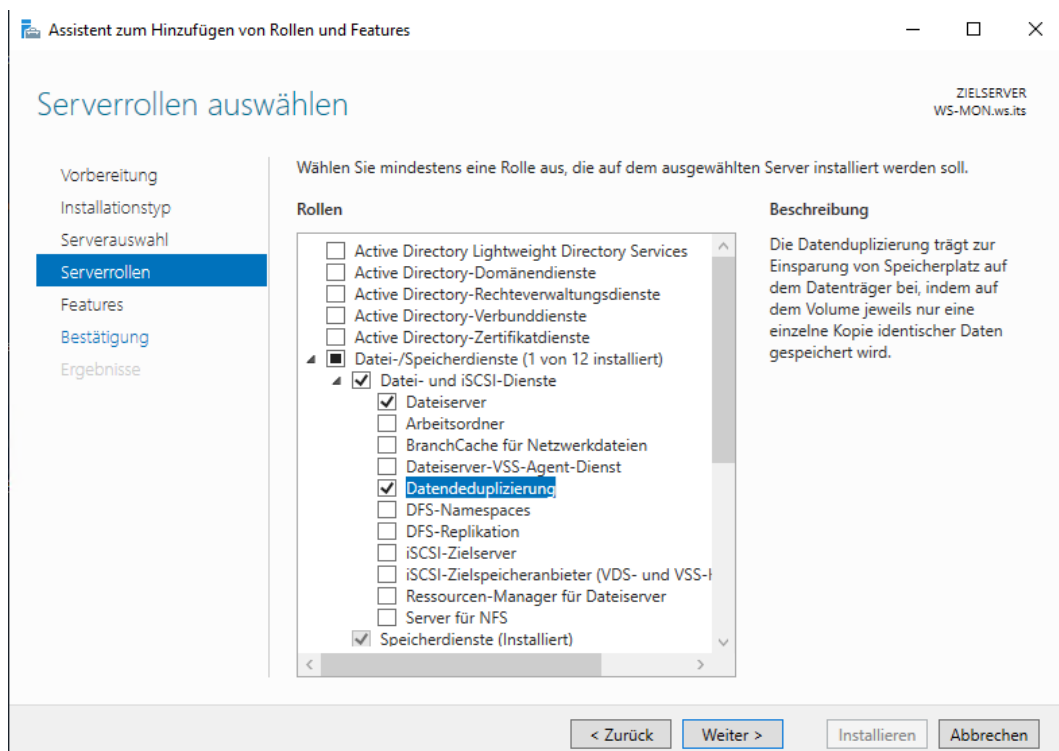 Assistent zum Hinzufügen von Rollen und Features
Serverrollen auswählen
ZIELSERVER
WS-MON.ws.its
Vorbereitung
Installationstyp
Serverauswahl
Serverrollen
Features
Bestätigung
Ergebnisse
Wählen Sie mindestens eine Rolle aus, die auf dem ausgewählten Server installiert werden soll.
Rollen
Active Directory Lightweight Directory Services
Active Directory-Domänendienste
Active Directory-Rechteverwaltungsdienste
Active Directory-Verbunddienste
Active Directory-Zertifikatdienste
Datei-/Speicherdienste (1 von 12 installiert)
Datei- und iSCSI-Dienste
Dateiserver
Arbeitsordner
BranchCache für Netzwerkdateien
Dateiserver-VSS-Agent-Dienst
Datendeduplizierung
DFS-Namespaces
DFS-Replikation
iSCSI-Zielserver
iSCSI-Zielspeicheranbieter (VDS- und VSS-
Ressourcen-Manager für Dateiserver
Server für NFS
Speicherdienste (Installiert)
Beschreibung
Die Datenduplizierung trägt zur
Einsparung von Speicherplatz auf
dem Datenträger bei, indem auf
dem Volume jeweils nur eine
einzelne Kopie identischer Daten
gespeichert wird.
< Zurück
Weiter >
Installieren
Abbrechen